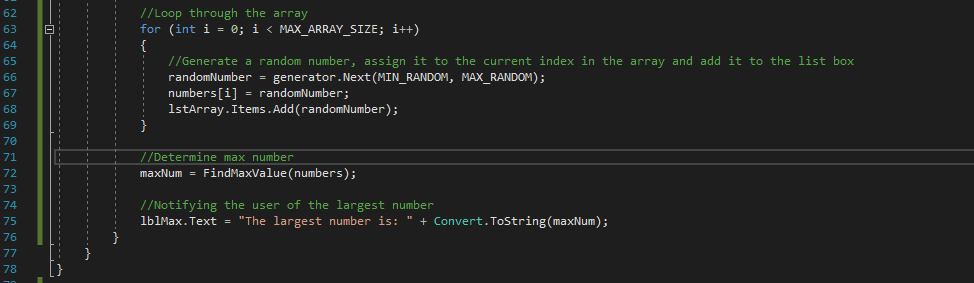 62 //Loop through the array
63 for (int i = 0; i < MAX_ARRAY_SIZE; i++)
64 {
65 //Generate a random number, assign it to the current index in the array and add it to the list box
66 randomNumber = generator.Next(MIN_RANDOM, MAX_RANDOM);
67 numbers[i] = randomNumber;
68 lstArray.Items.Add(randomNumber);
69 }
70
71 //Determine max number
72 maxNum = FindMaxValue(numbers);
73
74 //Notifying the user of the largest number
75 lblMax.Text = "The largest number is: " + Convert.ToString(maxNum);
76 }
77 }
78 }